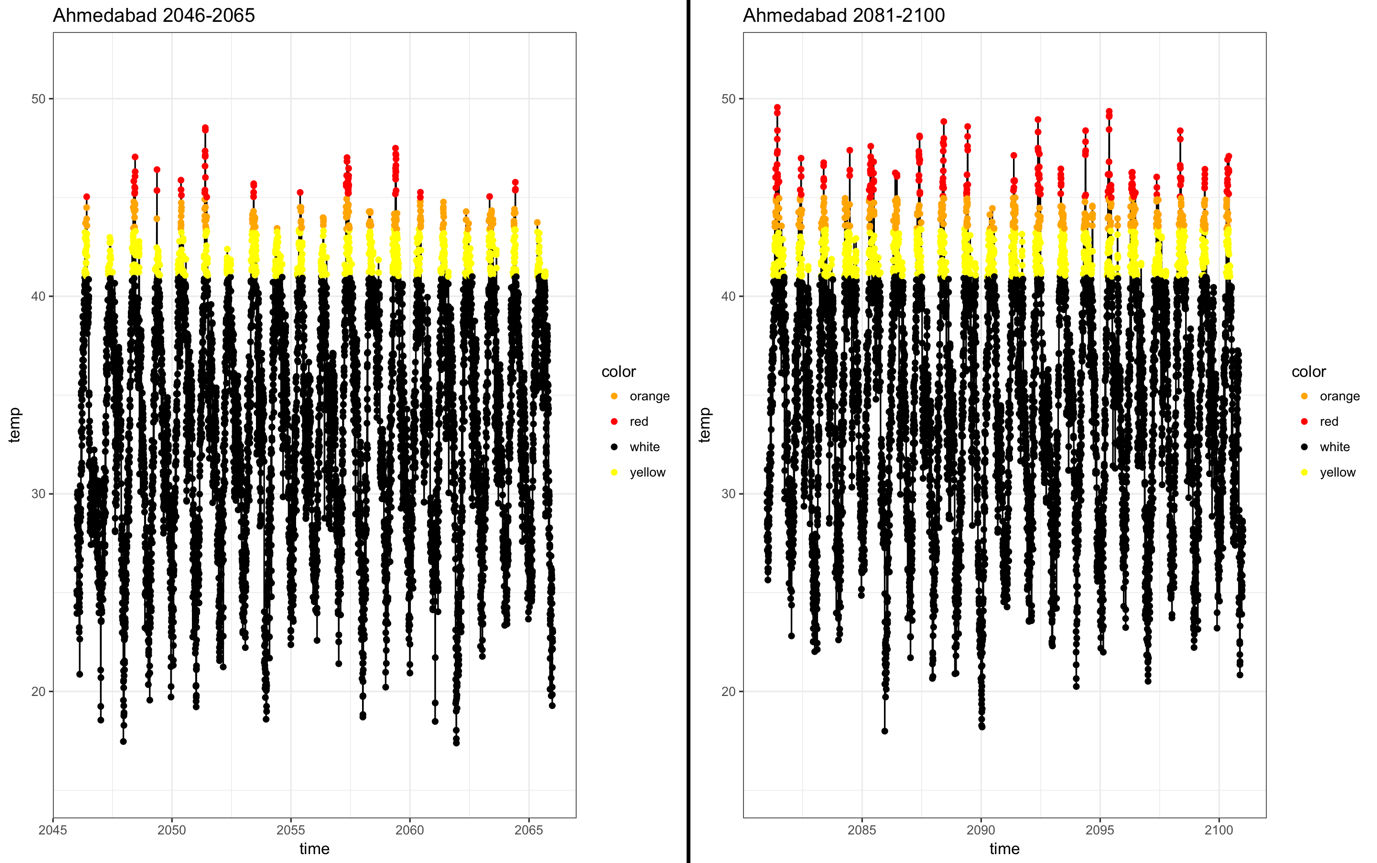 Ahmedabad 2046-2065
50
40
30
20
temp
2045 2050 2055 2060 2065
time
color
orange
red
white
yellow
Ahmedabad 2081-2100
50
40
30
20
temp
2085 2090 2095 2100
time
color
orange
red
white
yellow